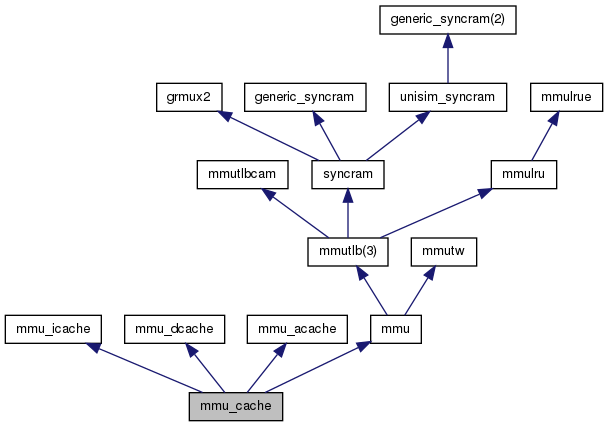 generic_syncram(2)
grmux2
generic_syncram
unisim_syncram
mmulrue
mmutlbcam
syncram
mmulru
mmutlb(3)
mmutw
mmu_icache
mmu_dcache
mmu_acache
mmu
mmu_cache